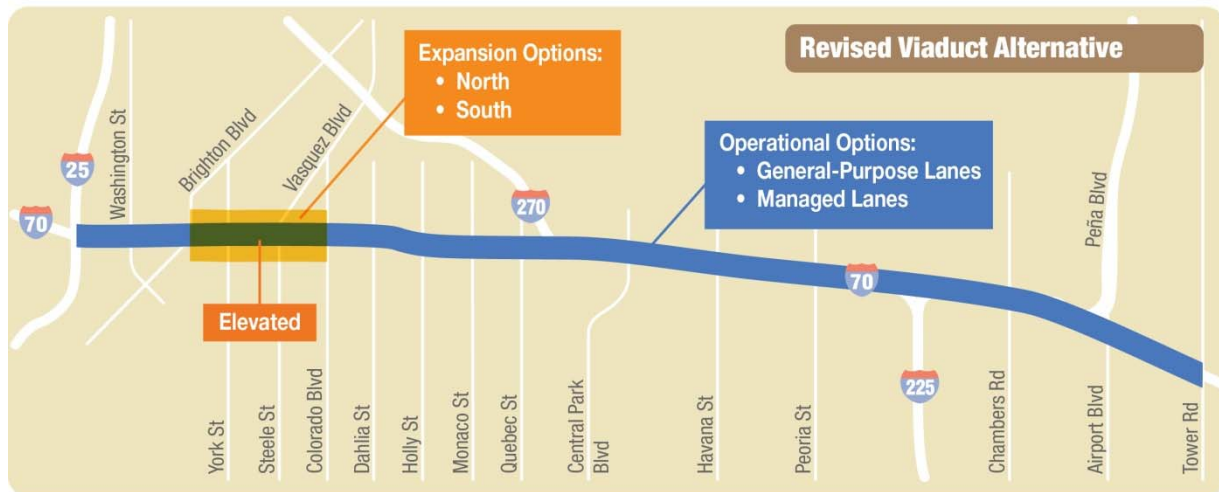 Revised Viaduct Alternative
Expansion Options:
• North
• South
Operational Options:
• General-Purpose Lanes
• Managed Lanes
Elevated
25
70
270
70
225
Washington St
Brighton Blvd
Vasquez Blvd
Peña Blvd
York St
Steele St
Colorado Blvd
Dahlia St
Holly St
Monaco St
Quebec St
Central Park
Blvd
Havana St
Peoria St
Chambers Rd
Airport Blvd
Tower Rd